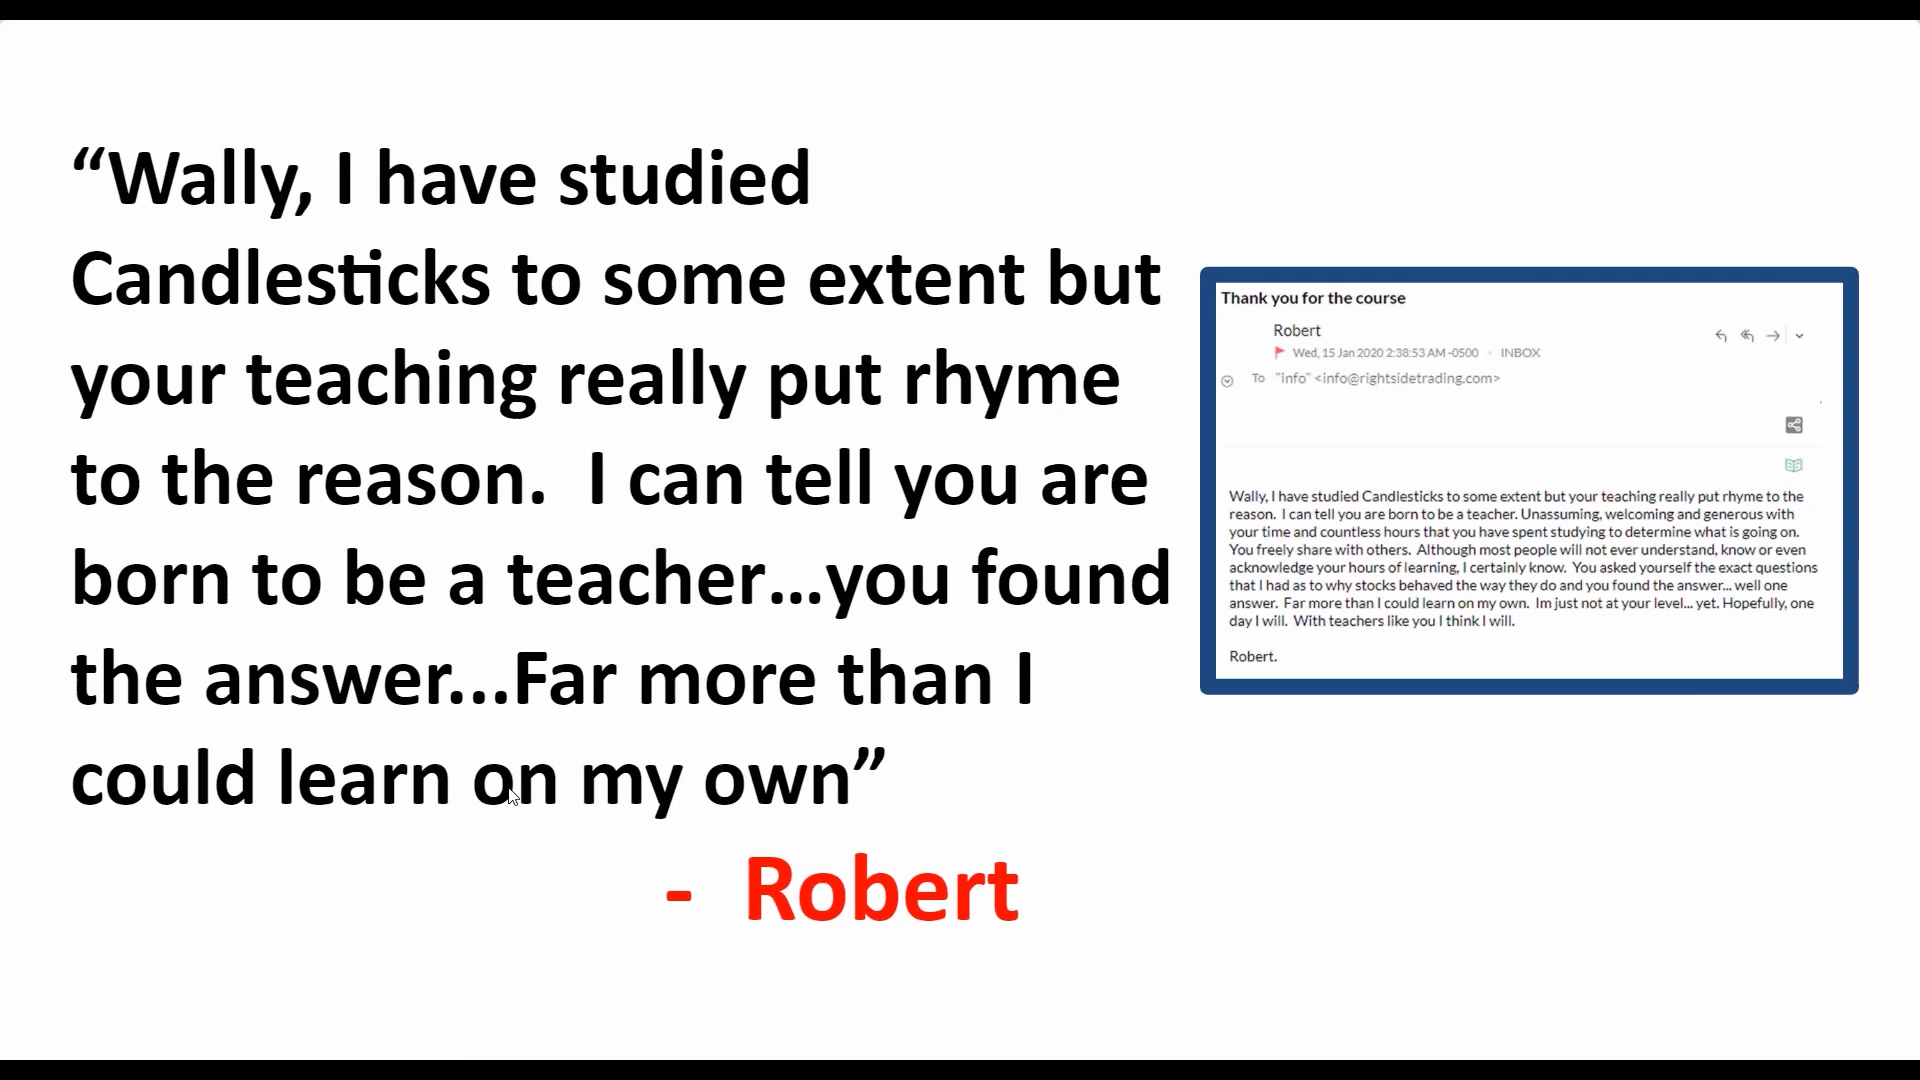 “Wally, I have studied
Candlesticks to some extent but
your teaching really put rhyme
to the reason.  I can tell you are
born to be a teacher...you found
the answer...Far more than I
could learn on my own”
- Robert
Thank you for the course
Robert
Wed, 15 Jan 2020 2:38:53 AM -0500 • INBOX
To "info" <info@rightsidetrading.com>
Wally, I have studied Candlesticks to some extent but your teaching really put rhyme to the
reason.  I can tell you are born to be a teacher. Unassuming, welcoming and generous with
your time and countless hours that you have spent studying to determine what is going on.
You freely share with others.  Although most people will not ever understand, know or even
acknowledge your hours of learning, I certainly know.  You asked yourself the exact questions
that I had as to why stocks behaved the way they do and you found the answer... well one
answer.  Far more than I could learn on my own.  Im just not at your level... yet. Hopefully, one
day I will.  With teachers like you I think I will.
Robert.